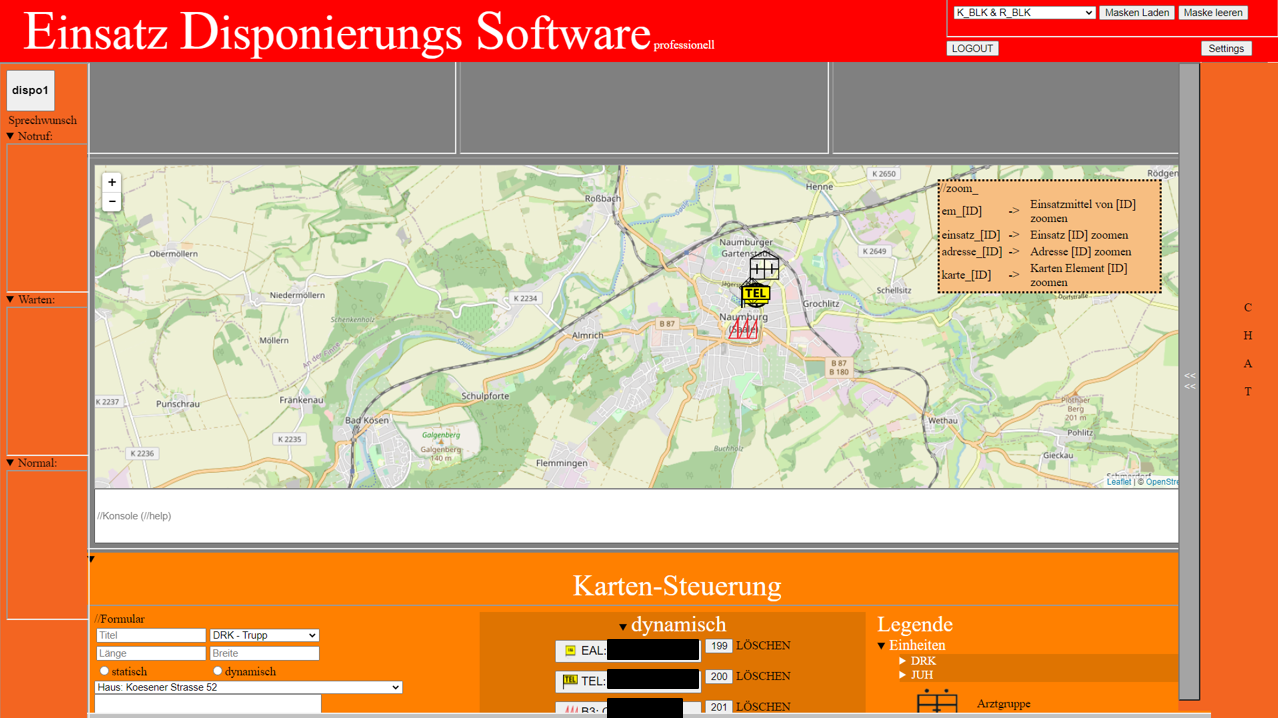 Einsatz Disponierungs Software professionell
K_BLK & R_BLK Masken Laden Maske leeren
LOGOUT Settings
dispo1
Sprechwunsch
Notruf:
Warten:
Normal:
+
-
K 2650
Henne
Rödgen
Roßbach
Naumburger Gartenstadt
K 2649
Obermöllern
Niedermöllern
K 2234
Schellsitz
Grochlitz
TEL
Naumburg
(Saale)
B 87
Almrich
Möllern
B 87
B 180
Schulpforte
K 2237
Punschrau
Frankenau
Bad Kösen
K 2235
Galgenberg
Galgenberg
140 m
K 2236
Flemmingen
Buchholz
Wethau
Plothaer
Berg
201 m
Pohlitz
Gieckau
Leaflet | © OpenStre
//zoom_
em_[ID] -> Einsatzmittel von [ID]
zoomen
einsatz_[ID] -> Einsatz [ID] zoomen
adresse_[ID] -> Adresse [ID] zoomen
karte_[ID] -> Karten Element [ID]
zoomen
<<
<<
C
H
A
T
//Konsole (//help)
Karten-Steuerung
//Formular
Titel DRK - Trupp
Länge Breite
statisch dynamisch
Haus: Koesener Strasse 52
dynamisch
EAL: 199 LÖSCHEN
TEL TEL: 200 LÖSCHEN
B3: 201 LÖSCHEN
Legende
Einheiten
DRK
JUH
Arztgruppe